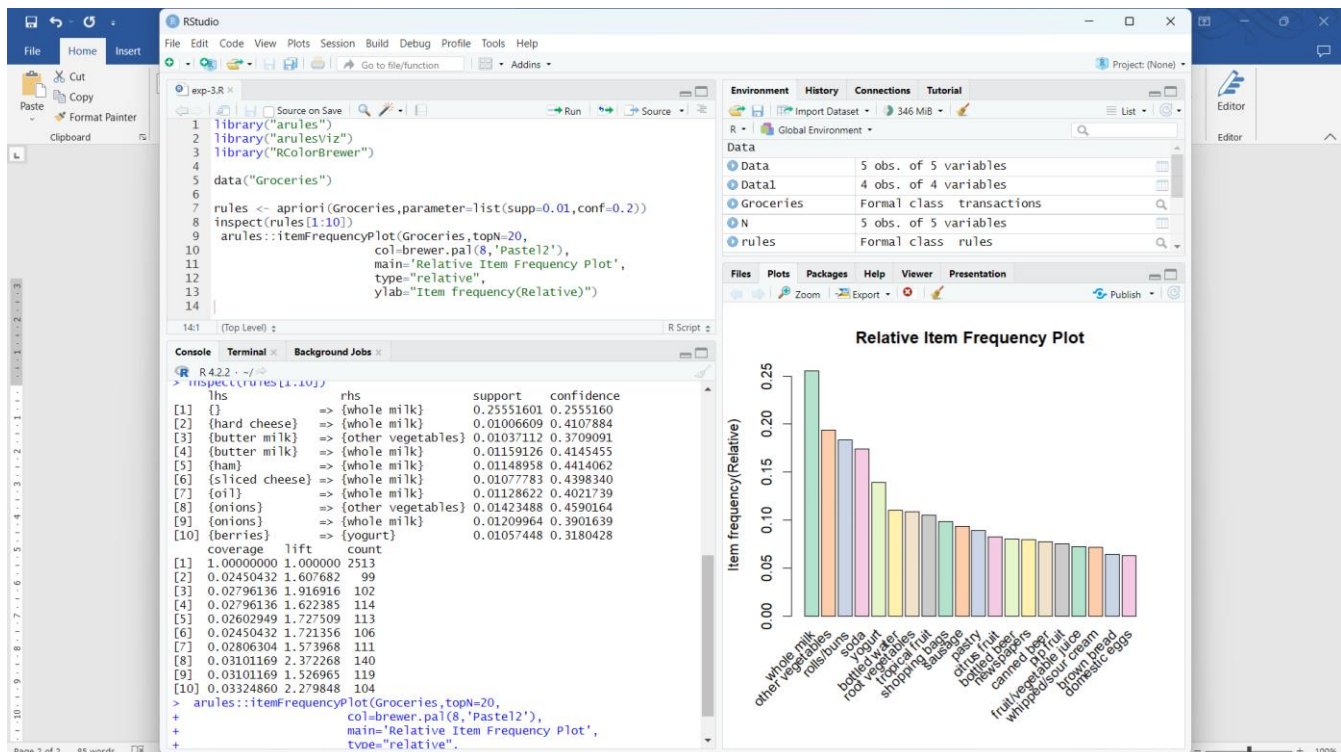 File Home Insert
Cut
Copy
Paste
Format Painter
Clipboard
RStudio
File Edit Code View Plots Session Build Debug Profile Tools Help
Go to file/function Addins
Project: (None)
exp-3.R
Source on Save Run Source
1 library("arules")
2 library("arulesViz")
3 library("RColorBrewer")
4
5 data("Groceries")
6
7 rules <- apriori(Groceries,parameter=list(supp=0.01,conf=0.2))
8 inspect(rules[1:10])
9 arules::itemFrequencyPlot(Groceries,topN=20,
10 col=brewer.pal(8,'Pastel2'),
11 main='Relative Item Frequency Plot',
12 type="relative",
13 ylab="Item frequency(Relative)")
14
14:1 (Top Level) R Script
Console Terminal Background Jobs
R 4.2.2 · ~/
> inspect(rules[1:10])
lhs rhs support confidence
[1] {} => {whole milk} 0.25551601 0.2555160
[2] {hard cheese} => {whole milk} 0.01006609 0.4107884
[3] {butter milk} => {other vegetables} 0.01037112 0.3709091
[4] {butter milk} => {whole milk} 0.01159126 0.4145455
[5] {ham} => {whole milk} 0.01148958 0.4414062
[6] {sliced cheese} => {whole milk} 0.01077783 0.4398340
[7] {oil} => {whole milk} 0.01128622 0.4021739
[8] {onions} => {other vegetables} 0.01423488 0.4590164
[9] {onions} => {whole milk} 0.01209964 0.3901639
[10] {berries} => {yogurt} 0.01057448 0.3180428
coverage lift count
[1] 1.00000000 1.000000 2513
[2] 0.02450432 1.607682 99
[3] 0.02796136 1.916916 102
[4] 0.02796136 1.622385 114
[5] 0.02602949 1.727509 113
[6] 0.02450432 1.721356 106
[7] 0.02806304 1.573968 111
[8] 0.03101169 2.372268 140
[9] 0.03101169 1.526965 119
[10] 0.03324860 2.279848 104
> arules::itemFrequencyPlot(Groceries,topN=20,
+ col=brewer.pal(8,'Pastel2'),
+ main='Relative Item Frequency Plot',
+ type="relative",
Environment History Connections Tutorial
Import Dataset 346 MiB List
R Global Environment
Data
Data 5 obs. of 5 variables
Data1 4 obs. of 4 variables
Groceries Formal class transactions
N 5 obs. of 5 variables
rules Formal class rules
Files Plots Packages Help Viewer Presentation
Zoom Export Publish
Relative Item Frequency Plot
Item frequency(Relative)
0.25
0.20
0.15
0.10
0.05
0.00
whole milk
other vegetables
rolls/buns
soda
yogurt
bottled water
root vegetables
tropical fruit
shopping bags
sausage
pastry
citrus fruit
bottled beer
newspapers
canned beer
pip fruit
fruit/vegetable juice
whipped/sour cream
brown bread
domestic eggs
Editor
Editor
Page 2 of 2 85 words
100%